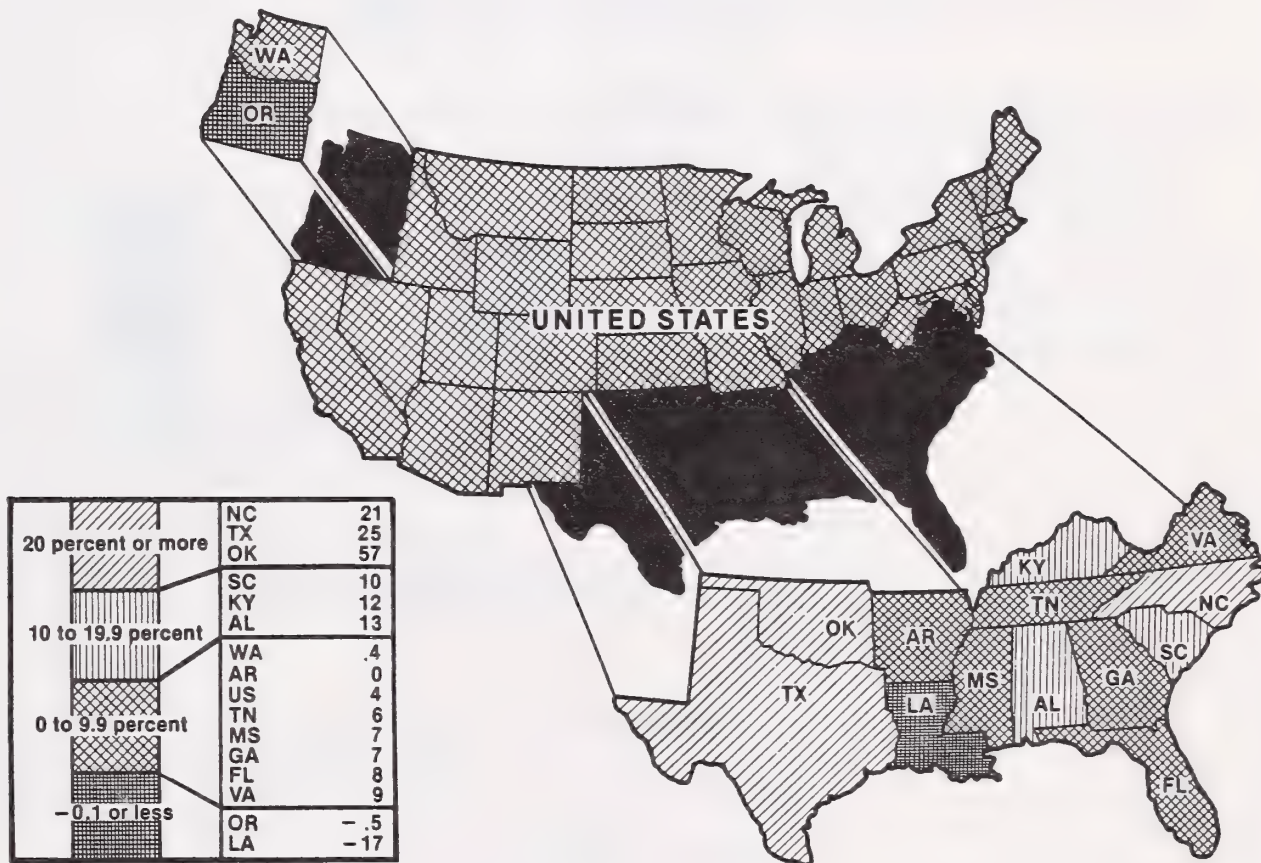 WA
OR
UNITED STATES
20 percent or more
NC 21
TX 25
OK 57
10 to 19.9 percent
SC 10
KY 12
AL 13
0 to 9.9 percent
WA .4
AR 0
US 4
TN 6
MS 7
GA 7
FL 8
VA 9
-0.1 or less
OR - .5
LA -17
KY
VA
TN
NC
OK
AR
SC
TX
LA
MS
AL
GA
FL